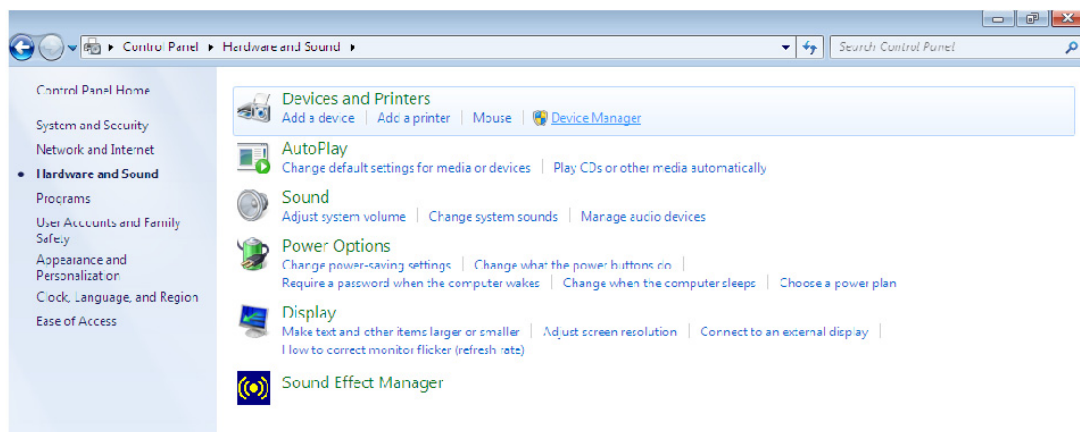 Control Panel ▸ Hardware and Sound ▸
Search Control Panel
Control Panel Home
System and Security
Network and Internet
Hardware and Sound
Programs
User Accounts and Family
Safety
Appearance and
Personalization
Clock, Language, and Region
Ease of Access
Devices and Printers
Add a device | Add a printer | Mouse | Device Manager
AutoPlay
Change default settings for media or devices | Play CDs or other media automatically
Sound
Adjust system volume | Change system sounds | Manage audio devices
Power Options
Change power-saving settings | Change what the power buttons do |
Require a password when the computer wakes | Change when the computer sleeps | Choose a power plan
Display
Make text and other items larger or smaller | Adjust screen resolution | Connect to an external display |
How to correct monitor flicker (refresh rate)
Sound Effect Manager